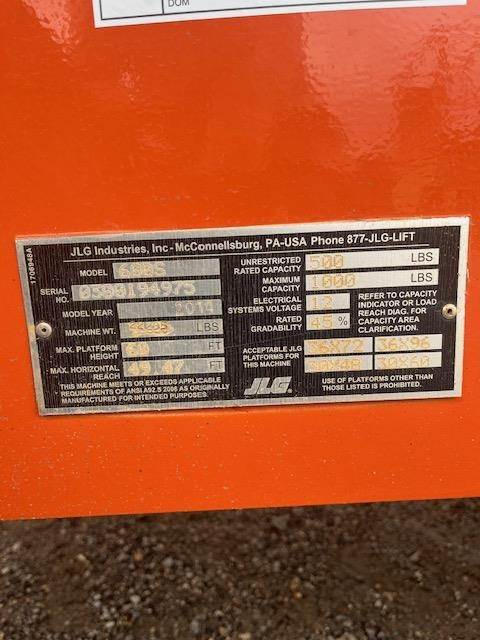 DOM
1706948A
JLG Industries, Inc - McConnellsburg, PA-USA Phone 877-JLG-LIFT
MODEL
SERIAL NO.
MODEL YEAR
MACHINE WT. LBS
MAX. PLATFORM HEIGHT 60 FT
MAX. HORIZONTAL REACH FT
THIS MACHINE MEETS OR EXCEEDS APPLICABLE
REQUIREMENTS OF ANSI A92.5 2006 AS ORIGINALLY
MANUFACTURED FOR INTENDED PURPOSES.
UNRESTRICTED RATED CAPACITY 500 LBS
MAXIMUM CAPACITY 1000 LBS
ELECTRICAL SYSTEMS VOLTAGE 12
RATED GRADABILITY 45 %
REFER TO CAPACITY
INDICATOR OR LOAD
REACH DIAG. FOR
CAPACITY AREA
CLARIFICATION.
ACCEPTABLE JLG
PLATFORMS FOR
THIS MACHINE
36X72 36X96
JLG
USE OF PLATFORMS OTHER THAN
THOSE LISTED IS PROHIBITED.